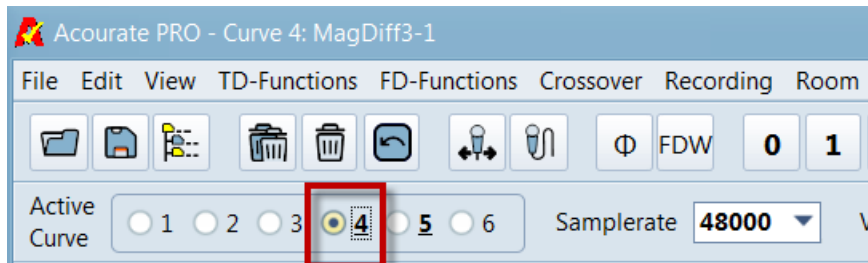 Acourate PRO - Curve 4: MagDiff3-1
File Edit View TD-Functions FD-Functions Crossover Recording Room
Φ FDW 0 1
Active Curve 1 2 3 4 5 6 Samplerate 48000